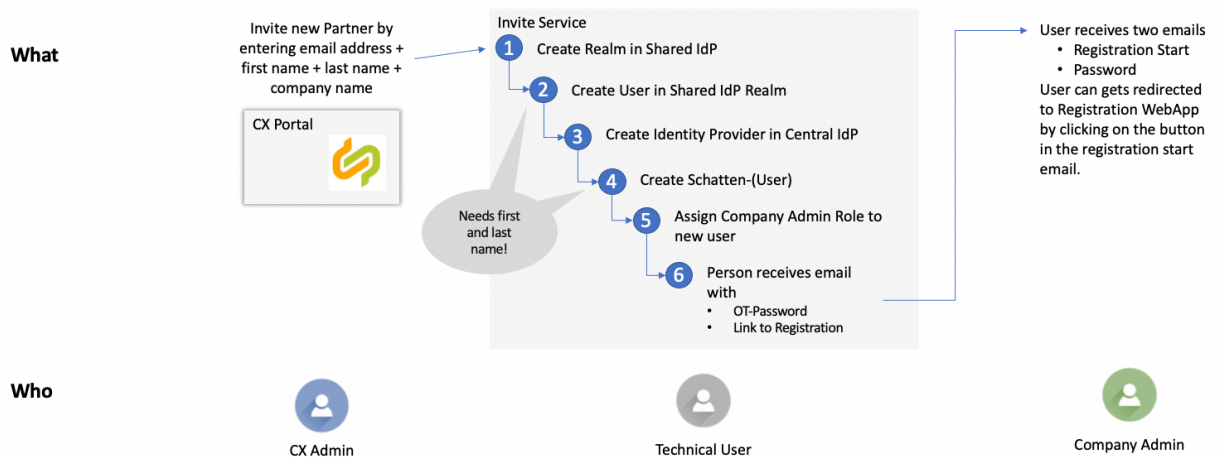 What
Invite new Partner by
entering email address +
first name + last name +
company name
CX Portal
Invite Service
1
Create Realm in Shared IdP
2
Create User in Shared IdP Realm
3
Create Identity Provider in Central IdP
4
Create Schatten-(User)
Needs first
and last
name!
5
Assign Company Admin Role to
new user
6
Person receives email
with
• OT-Password
• Link to Registration
User receives two emails
• Registration Start
• Password
User can gets redirected
to Registration WebApp
by clicking on the button
in the registration start
email.
Who
CX Admin
Technical User
Company Admin